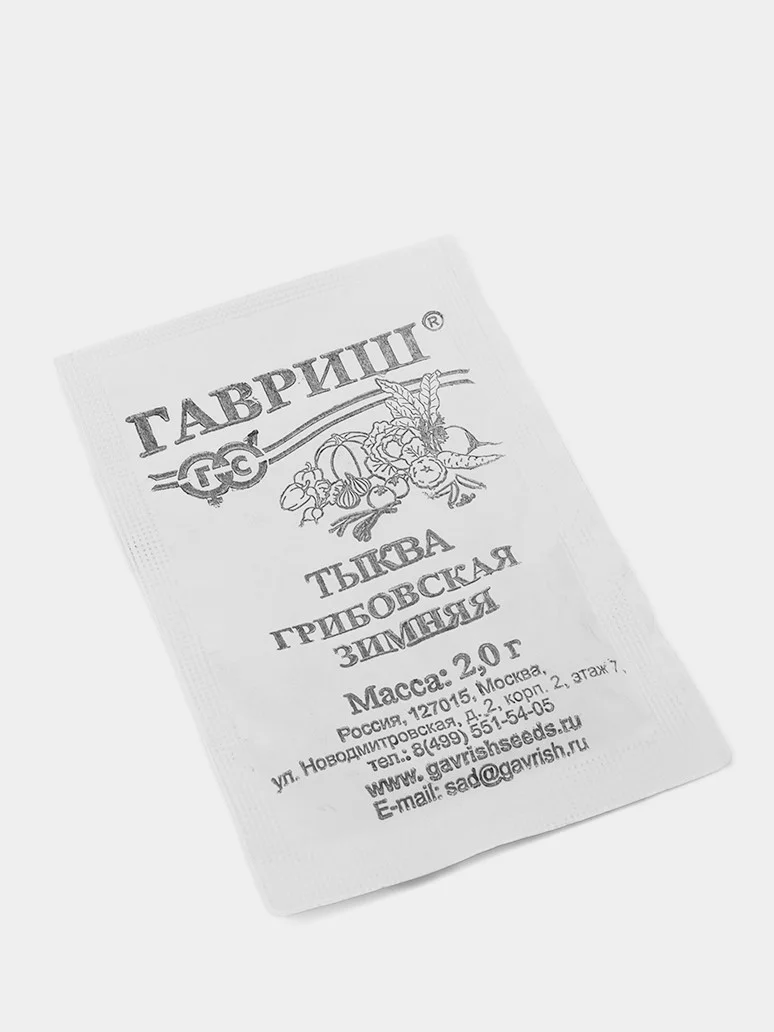 ГАВРИШ®
ГС
ТЫКВА
ГРИБОВСКАЯ
ЗИМНЯЯ
Масса: 2,0 г
Россия, 127015, Москва,
ул. Новодмитровская, д. 2, корп. 2, этаж 7,
тел.: 8(499) 551-54-05
www. gavrishseeds.ru
E-mail: sad@gavrish.ru